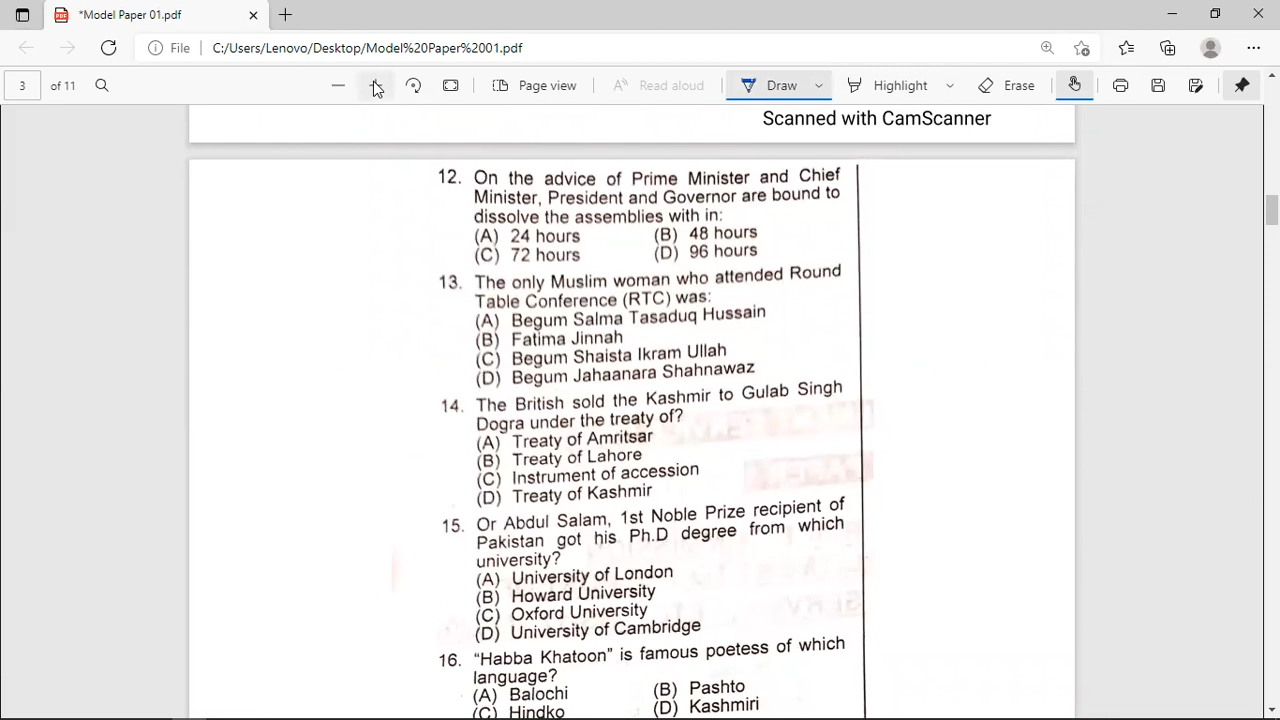 *Model Paper 01.pdf
File
C:/Users/Lenovo/Desktop/Model%20Paper%2001.pdf
3 of 11
Page view
Read aloud
Draw
Highlight
Erase
Scanned with CamScanner
12. On the advice of Prime Minister and Chief
Minister, President and Governor are bound to
dissolve the assemblies with in:
(A) 24 hours (B) 48 hours
(C) 72 hours (D) 96 hours
13. The only Muslim woman who attended Round
Table Conference (RTC) was:
(A) Begum Salma Tasaduq Hussain
(B) Fatima Jinnah
(C) Begum Shaista Ikram Ullah
(D) Begum Jahaanara Shahnawaz
14. The British sold the Kashmir to Gulab Singh
Dogra under the treaty of?
(A) Treaty of Amritsar
(B) Treaty of Lahore
(C) Instrument of accession
(D) Treaty of Kashmir
15. Or Abdul Salam, 1st Noble Prize recipient of
Pakistan got his Ph.D degree from which
university?
(A) University of London
(B) Howard University
(C) Oxford University
(D) University of Cambridge
16. "Habba Khatoon" is famous poetess of which
language?
(A) Balochi (B) Pashto
(C) Hindko (D) Kashmiri